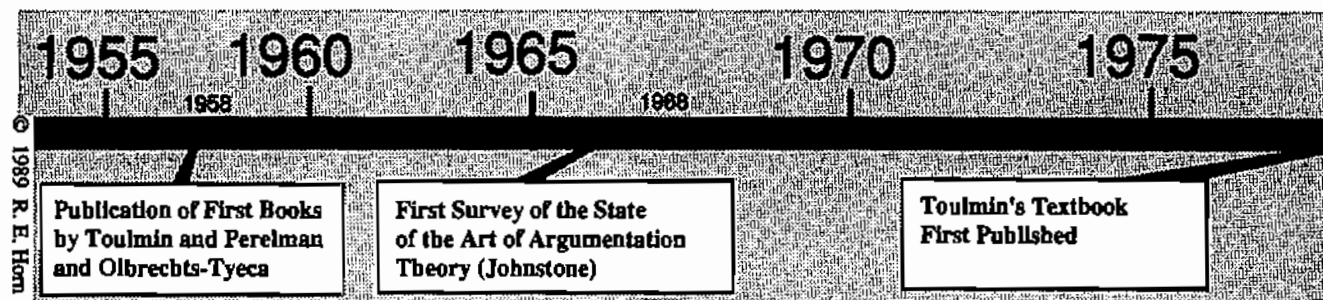 1955 1960 1965 1970 1975
1958 1968
© 1989 R. E. Horn
Publication of First Books
by Toulmin and Perelman
and Olbrechts-Tyeca
First Survey of the State
of the Art of Argumentation
Theory (Johnstone)
Toulmin's Textbook
First Published